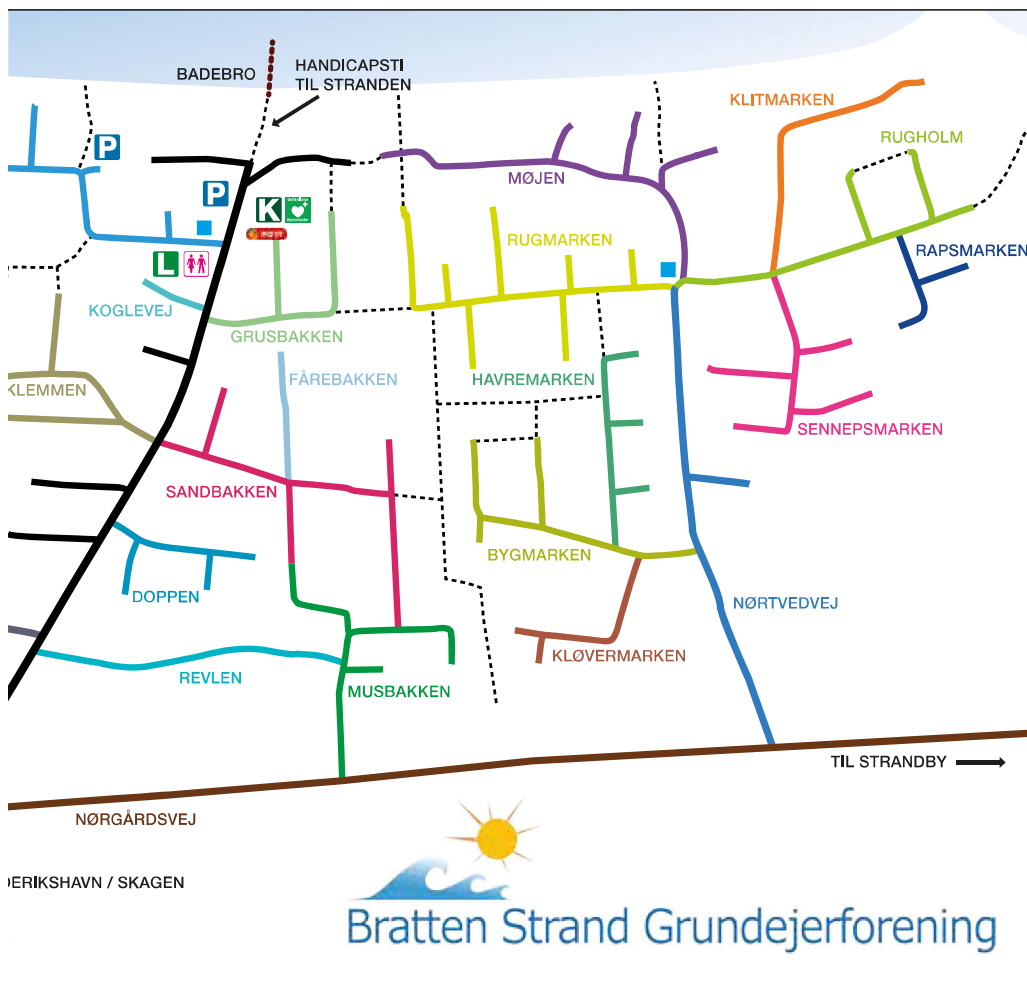 BADEBRO
HANDICAPSTI
TIL STRANDEN
KLITMARKEN
RUGHOLM
P
P
MØJEN
K
RUGMARKEN
RAPSMARKEN
L
KOGLEVEJ
GRUSBAKKEN
KLEMMEN
FÅREBAKKEN
HAVREMARKEN
SENNEPSMARKEN
SANDBAKKEN
BYGMARKEN
DOPPEN
NØRTVEDVEJ
KLØVERMARKEN
REVLEN
MUSBAKKEN
TIL STRANDBY
NØRGÅRDSVEJ
DERIKSHAVN / SKAGEN
Bratten Strand Grundejerforening